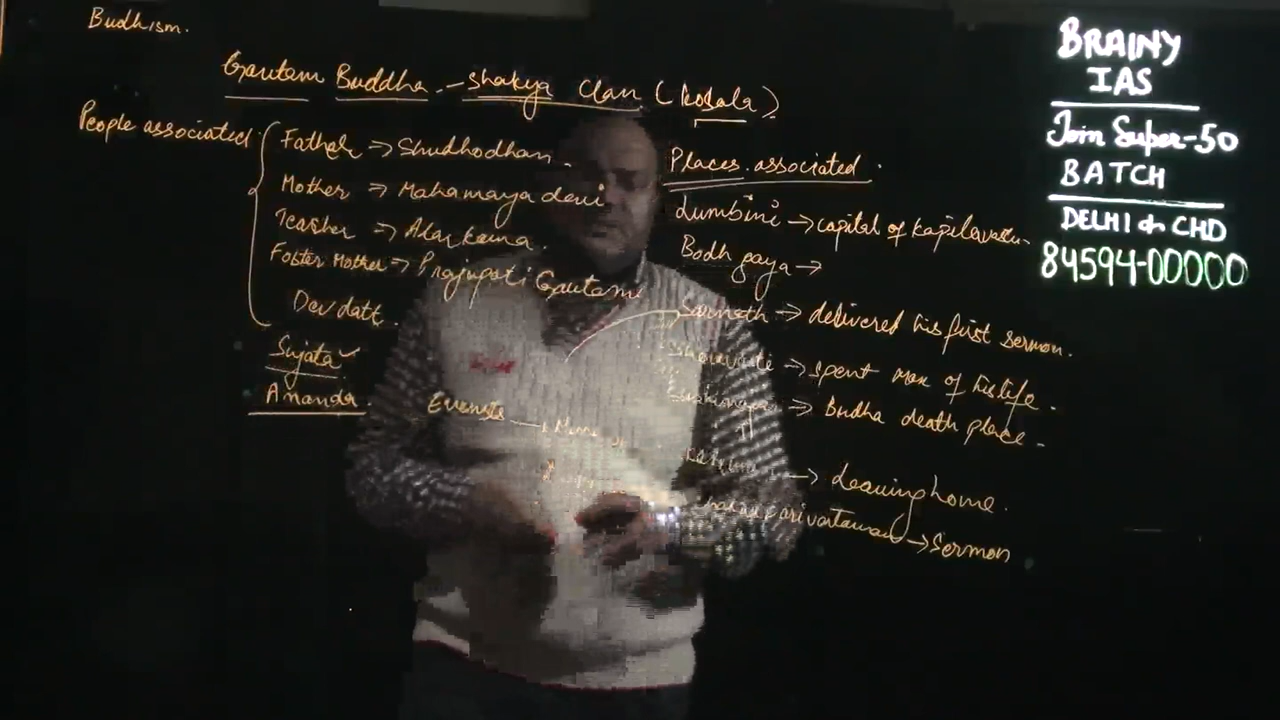 Budhism.
Gautam Buddha - Shakya Clan (Kosala).
People associated
Father => Shudhodhan.
Mother => Mahamaya devi
Teacher => Alarkama.
Foster Mother => Prajapati Gautami
Devdatt.
Sujata
Ananda.
Events
Places associated.
Lumbini -> capital of Kapilavastu.
Bodh gaya ->
Sarnath -> delivered his first sermon.
-> spent max of his life.
-> Budha death place -
-> Leaving home.
-> Sermon
BRAINY
IAS
Join Super-50
BATCH
DELHI & CHD
84594-00000